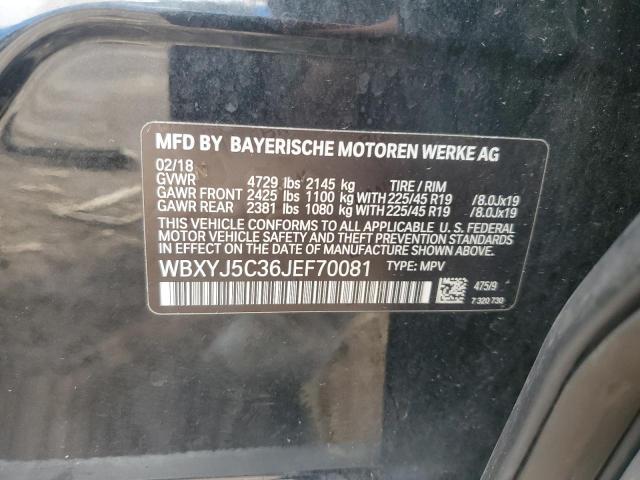 MFD BY BAYERISCHE MOTOREN WERKE AG
02/18
GVWR 4729 lbs 2145 kg TIRE / RIM
GAWR FRONT 2425 lbs 1100 kg WITH 225/45 R19 /8.0Jx19
GAWR REAR 2381 lbs 1080 kg WITH 225/45 R19 /8.0Jx19
THIS VEHICLE CONFORMS TO ALL APPLICABLE U. S. FEDERAL
MOTOR VEHICLE SAFETY, BUMPER, AND THEFT PREVENTION
STANDARDS IN EFFECT ON THE DATE OF MANUFACTURE SHOWN ABOVE.
WBXYJ5C36JEF70081 TYPE: MPV
475/9
7 320 730